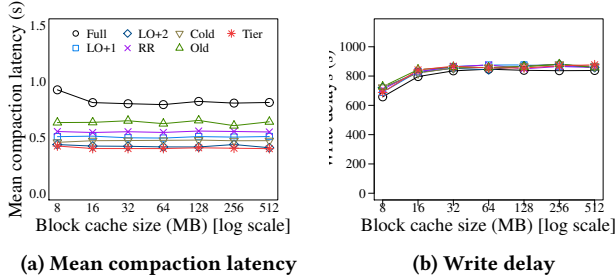 Mean compaction latency (s)
1.5
1.0
0.5
0.0
Full
LO+2
Cold
Tier
LO+1
RR
Old
8 16 32 64 128 256 512
Block cache size (MB) [log scale]
(a) Mean compaction latency
Write delays (s)
1000
800
600
400
200
0
8 16 32 64 128 256 512
Block cache size (MB) [log scale]
(b) Write delay